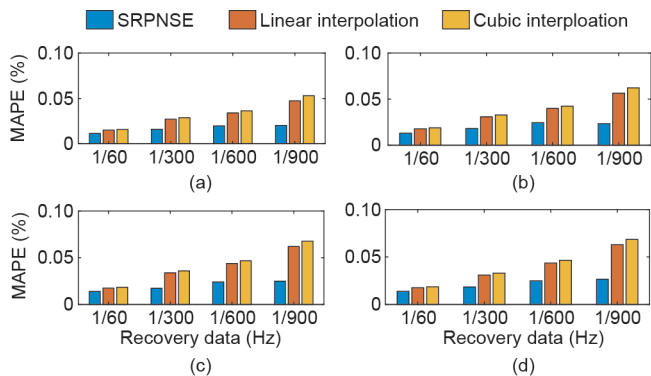 SRPNSE Linear interpolation Cubic interploation
0.10 0.10
MAPE (%)
0.05 0.05
0 0
1/60 1/300 1/600 1/900 1/60 1/300 1/600 1/900
(a) (b)
0.10 0.10
MAPE (%)
0.05 0.05
0 0
1/60 1/300 1/600 1/900 1/60 1/300 1/600 1/900
Recovery data (Hz) Recovery data (Hz)
(c) (d)